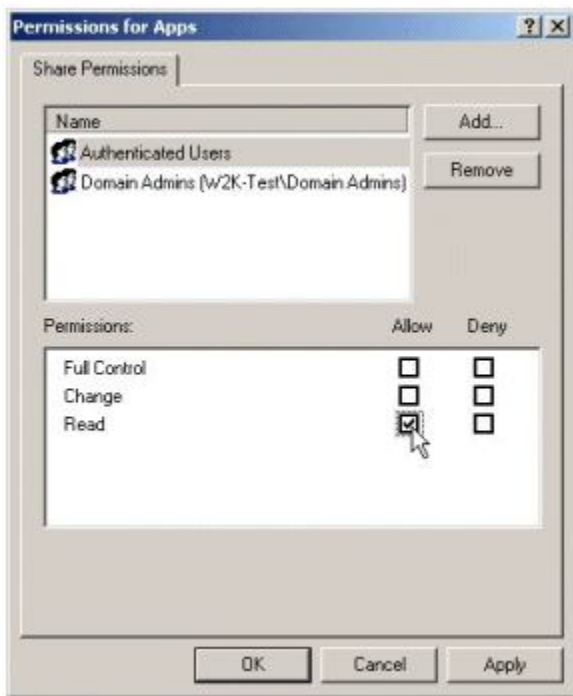 Permissions for Apps
Share Permissions
Name
Add...
Authenticated Users
Domain Admins (W2K-Test\Domain Admins)
Remove
Permissions: Allow Deny
Full Control
Change
Read
OK Cancel Apply